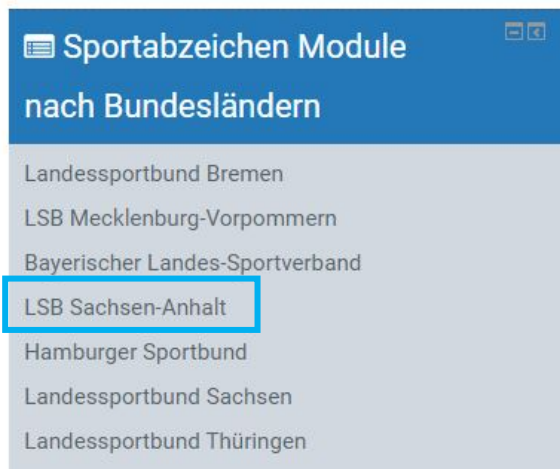 Sportabzeichen Module
nach Bundesländern
Landessportbund Bremen
LSB Mecklenburg-Vorpommern
Bayerischer Landes-Sportverband
LSB Sachsen-Anhalt
Hamburger Sportbund
Landessportbund Sachsen
Landessportbund Thüringen